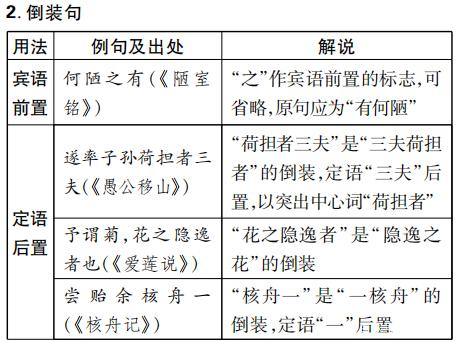 2. 倒装句
用法 例句及出处 解说
宾语前置
何陋之有(《陋室
铭》)
“之”作宾语前置的标志,可
省略,原句应为“有何陋”
定语后置
遂率子孙荷担者三
夫(《愚公移山》)
“荷担者三夫”是“三夫荷担
者”的倒装,定语“三夫”后
置,以突出中心词“荷担者”
予谓菊,花之隐逸
者也(《爱莲说》)
“花之隐逸者”是“隐逸之
花”的倒装
尝贻余核舟一
(《核舟记》)
“核舟一”是“一核舟”的
倒装,定语“一”后置